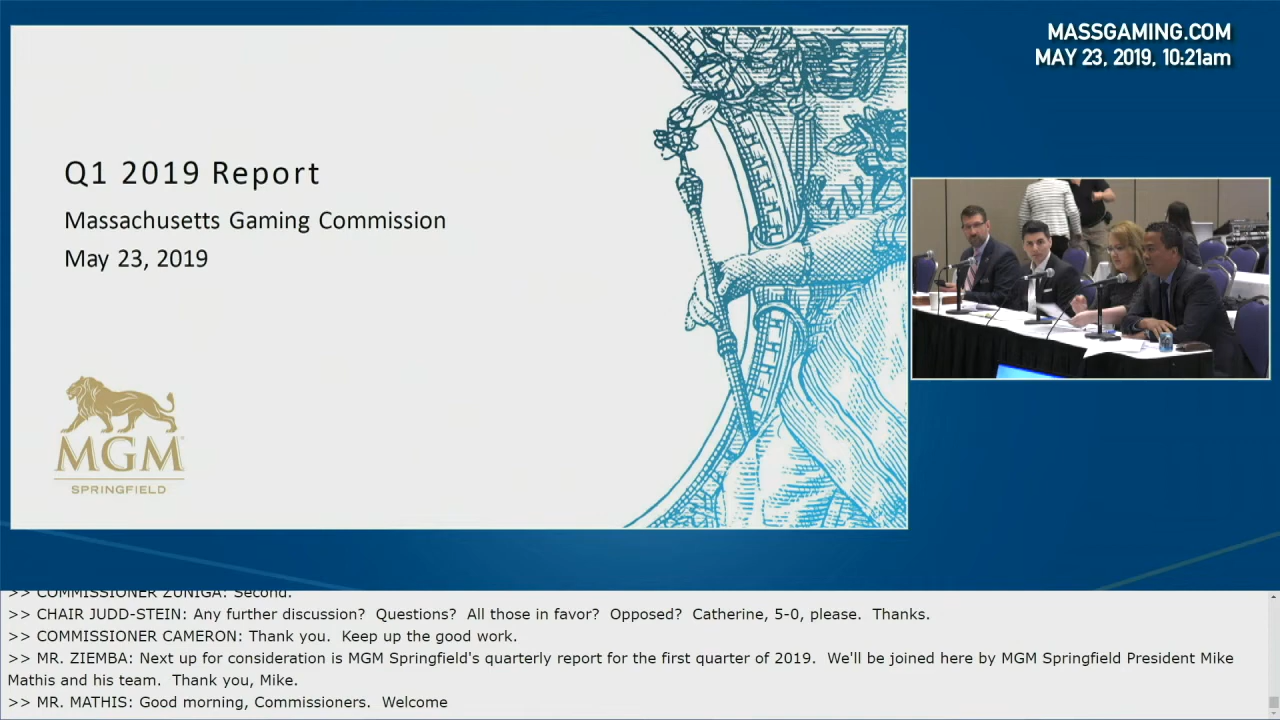 MASSGAMING.COM
MAY 23, 2019, 10:21am
Q1 2019 Report
Massachusetts Gaming Commission
May 23, 2019
MGM
SPRINGFIELD
>> COMMISSIONER ZUNIGA: Second.
>> CHAIR JUDD-STEIN: Any further discussion? Questions? All those in favor? Opposed? Catherine, 5-0, please. Thanks.
>> COMMISSIONER CAMERON: Thank you. Keep up the good work.
>> MR. ZIEMBA: Next up for consideration is MGM Springfield's quarterly report for the first quarter of 2019. We'll be joined here by MGM Springfield President Mike
Mathis and his team. Thank you, Mike.
>> MR. MATHIS: Good morning, Commissioners. Welcome